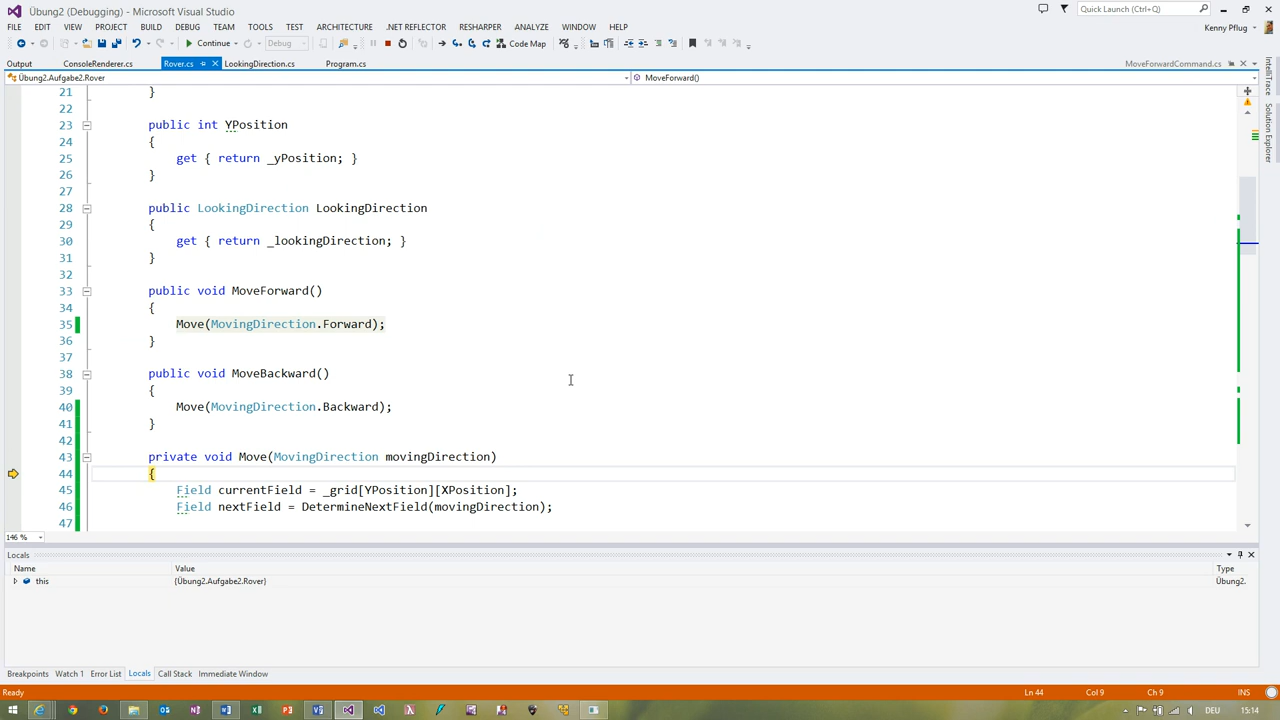 Übung2 (Debugging) - Microsoft Visual Studio
Quick Launch (Ctrl+Q)
FILE EDIT VIEW PROJECT BUILD DEBUG TEAM TOOLS TEST ARCHITECTURE .NET REFLECTOR RESHARPER ANALYZE WINDOW HELP
Kenny Pflug
Continue Debug Code Map
Output ConsoleRenderer.cs Rover.cs LookingDirection.cs Program.cs MoveForwardCommand.cs
Übung2.Aufgabe2.Rover MoveForward()
IntelliTrace
Solution Explorer
21 }
22
23 public int YPosition
24 {
25 get { return _yPosition; }
26 }
27
28 public LookingDirection LookingDirection
29 {
30 get { return _lookingDirection; }
31 }
32
33 public void MoveForward()
34 {
35 Move(MovingDirection.Forward);
36 }
37
38 public void MoveBackward()
39 {
40 Move(MovingDirection.Backward);
41 }
42
43 private void Move(MovingDirection movingDirection)
44 {
45 Field currentField = _grid[YPosition][XPosition];
46 Field nextField = DetermineNextField(movingDirection);
47
146 %
Locals
Name Value Type
this {Übung2.Aufgabe2.Rover} Übung2.
Breakpoints Watch 1 Error List Locals Call Stack Immediate Window
Ready Ln 44 Col 9 Ch 9 INS
DEU 15:14